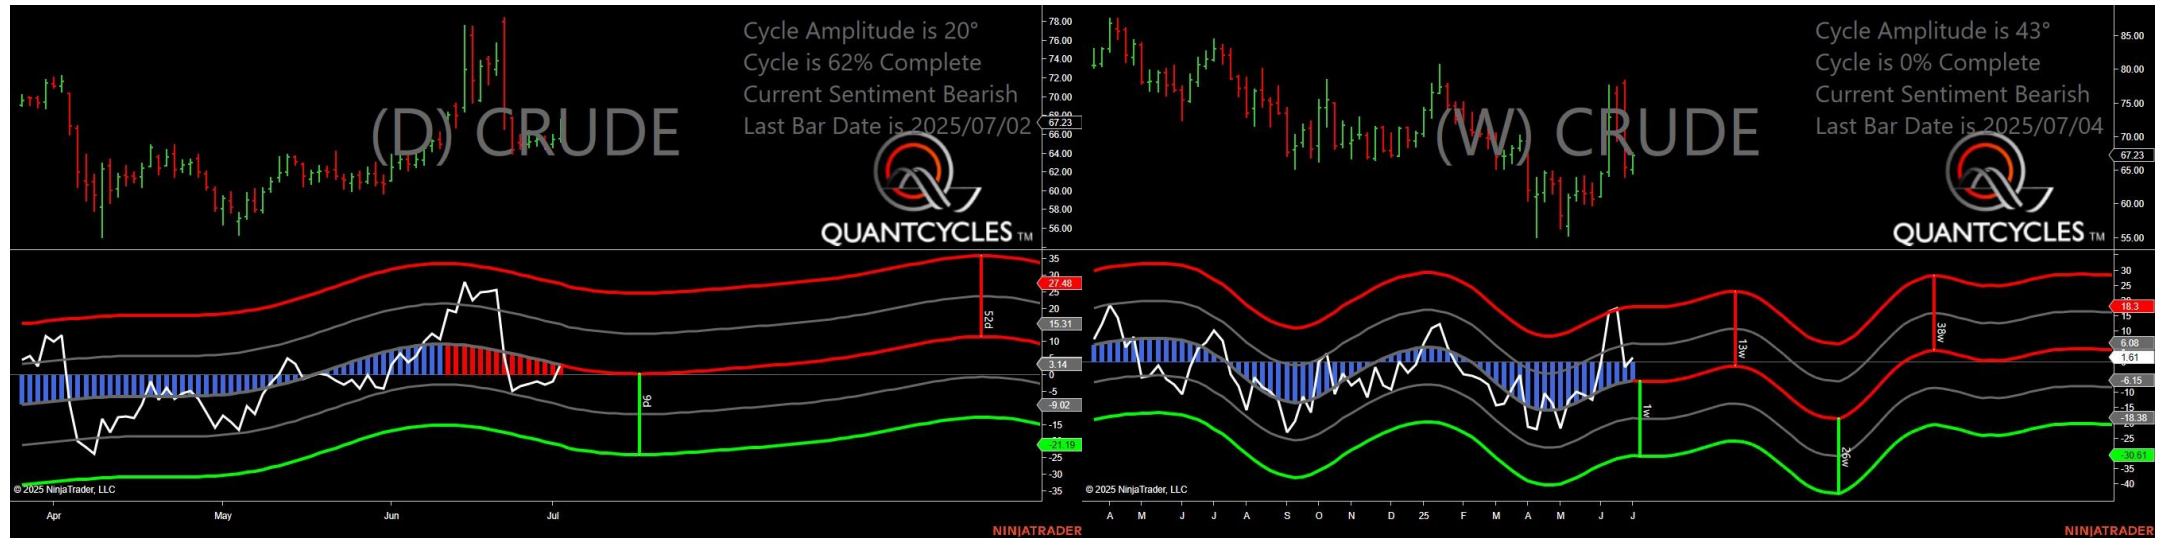 Cycle Amplitude is 20°
Cycle is 62% Complete
Current Sentiment Bearish
Last Bar Date is 2025/07/02
(D) CRUDE
QUANTCYCLES TM
78.00
76.00
74.00
72.00
70.00
68.00
67.23
66.00
64.00
62.00
60.00
58.00
56.00
35
30
27.48
25
20
15.31
10
5
3.14
0
-5
-9.02
-15
-21.19
-25
-30
-35
52d
9d
© 2025 NinjaTrader, LLC
Apr
May
Jun
Jul
NINJATRADER
Cycle Amplitude is 43°
Cycle is 0% Complete
Current Sentiment Bearish
Last Bar Date is 2025/07/04
(W) CRUDE
QUANTCYCLES TM
85.00
80.00
75.00
70.00
67.23
65.00
60.00
55.00
30
25
18.3
15
10
6.08
1.61
-6.15
-10
-15
-18.38
-25
-30.61
-35
-40
13w
38w
1w
26w
© 2025 NinjaTrader, LLC
A M J J A S O N D 25 F M A M J J
NINJATRADER